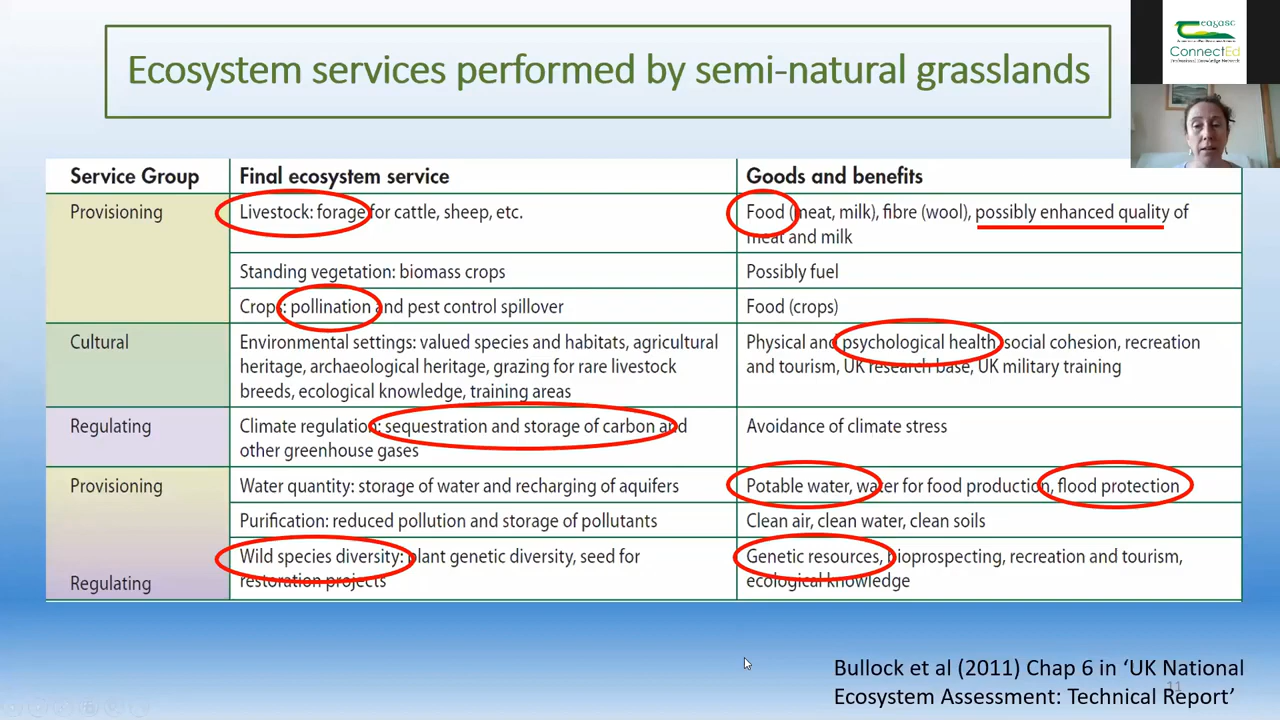 Ecosystem services performed by semi-natural grasslands
Teagasc
ConnectEd
Service Group
Final ecosystem service
Goods and benefits
Provisioning
Livestock: forage for cattle, sheep, etc.
Food (meat, milk), fibre (wool), possibly enhanced quality of
meat and milk
Standing vegetation: biomass crops
Possibly fuel
Crops: pollination and pest control spillover
Food (crops)
Cultural
Environmental settings: valued species and habitats, agricultural
heritage, archaeological heritage, grazing for rare livestock
breeds, ecological knowledge, training areas
Physical and psychological health, social cohesion, recreation
and tourism, UK research base, UK military training
Regulating
Climate regulation: sequestration and storage of carbon and
other greenhouse gases
Avoidance of climate stress
Provisioning
Water quantity: storage of water and recharging of aquifers
Potable water, water for food production, flood protection
Purification: reduced pollution and storage of pollutants
Clean air, clean water, clean soils
Wild species diversity: plant genetic diversity, seed for
restoration projects
Genetic resources, bioprospecting, recreation and tourism,
ecological knowledge
Regulating
Bullock et al (2011) Chap 6 in ‘UK National
Ecosystem Assessment: Technical Report’
11